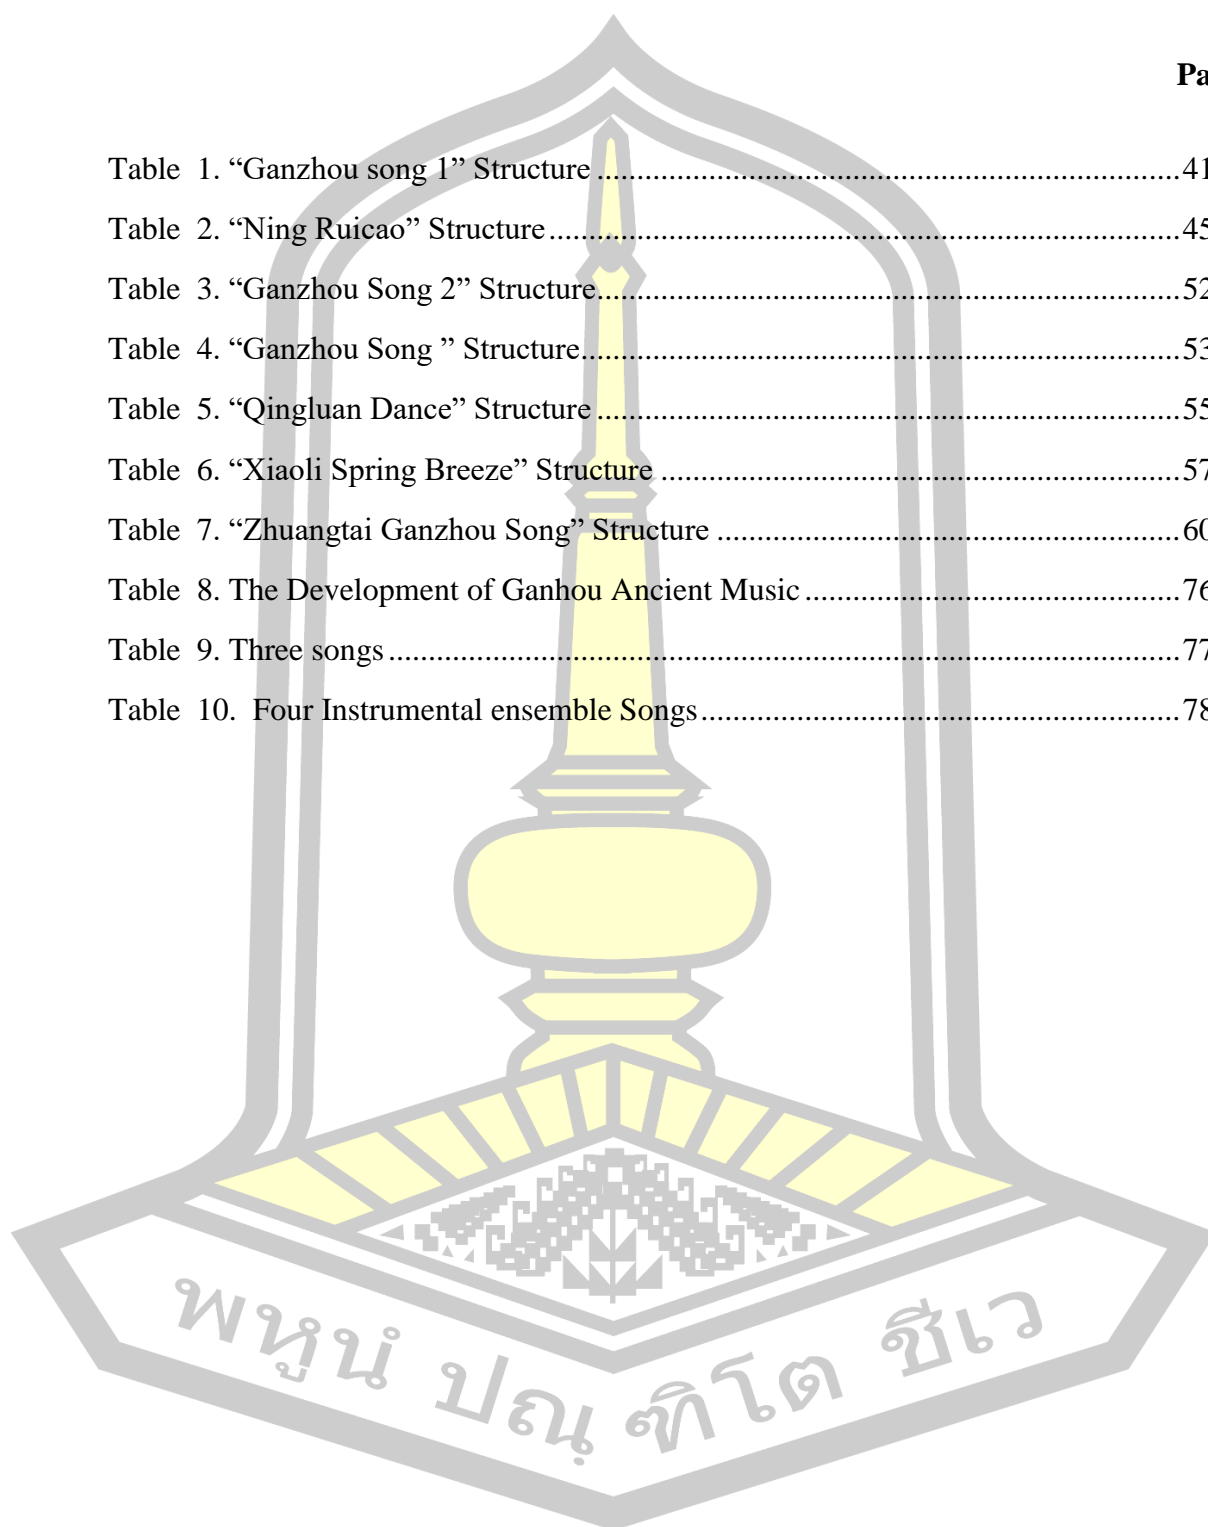 Pa
Table 1. “Ganzhou song 1” Structure ........................................ 41
Table 2. “Ning Ruicao” Structure ........................................ 45
Table 3. “Ganzhou Song 2” Structure ........................................ 52
Table 4. “Ganzhou Song ” Structure ........................................ 53
Table 5. “Qingluan Dance” Structure ........................................ 55
Table 6. “Xiaoli Spring Breeze” Structure ........................................ 57
Table 7. “Zhuangtai Ganzhou Song” Structure ........................................ 60
Table 8. The Development of Ganhou Ancient Music ........................................ 76
Table 9. Three songs ........................................ 77
Table 10. Four Instrumental ensemble Songs ........................................ 78
พหูนํ ปณฺฑิโต ชีเว